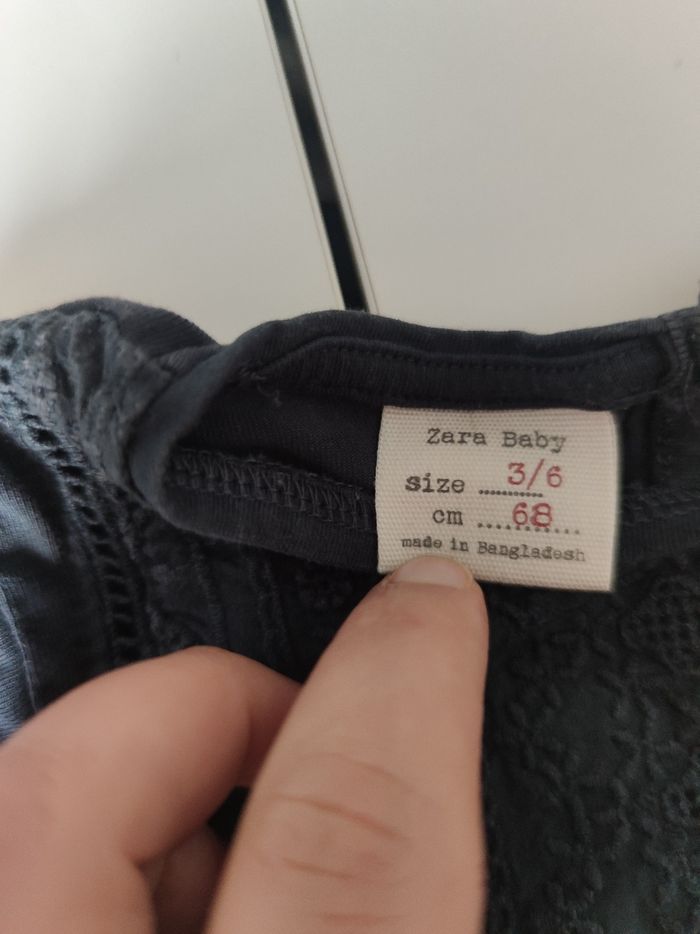 Zara Baby
size 3/6
cm 68
made in Bangladesh